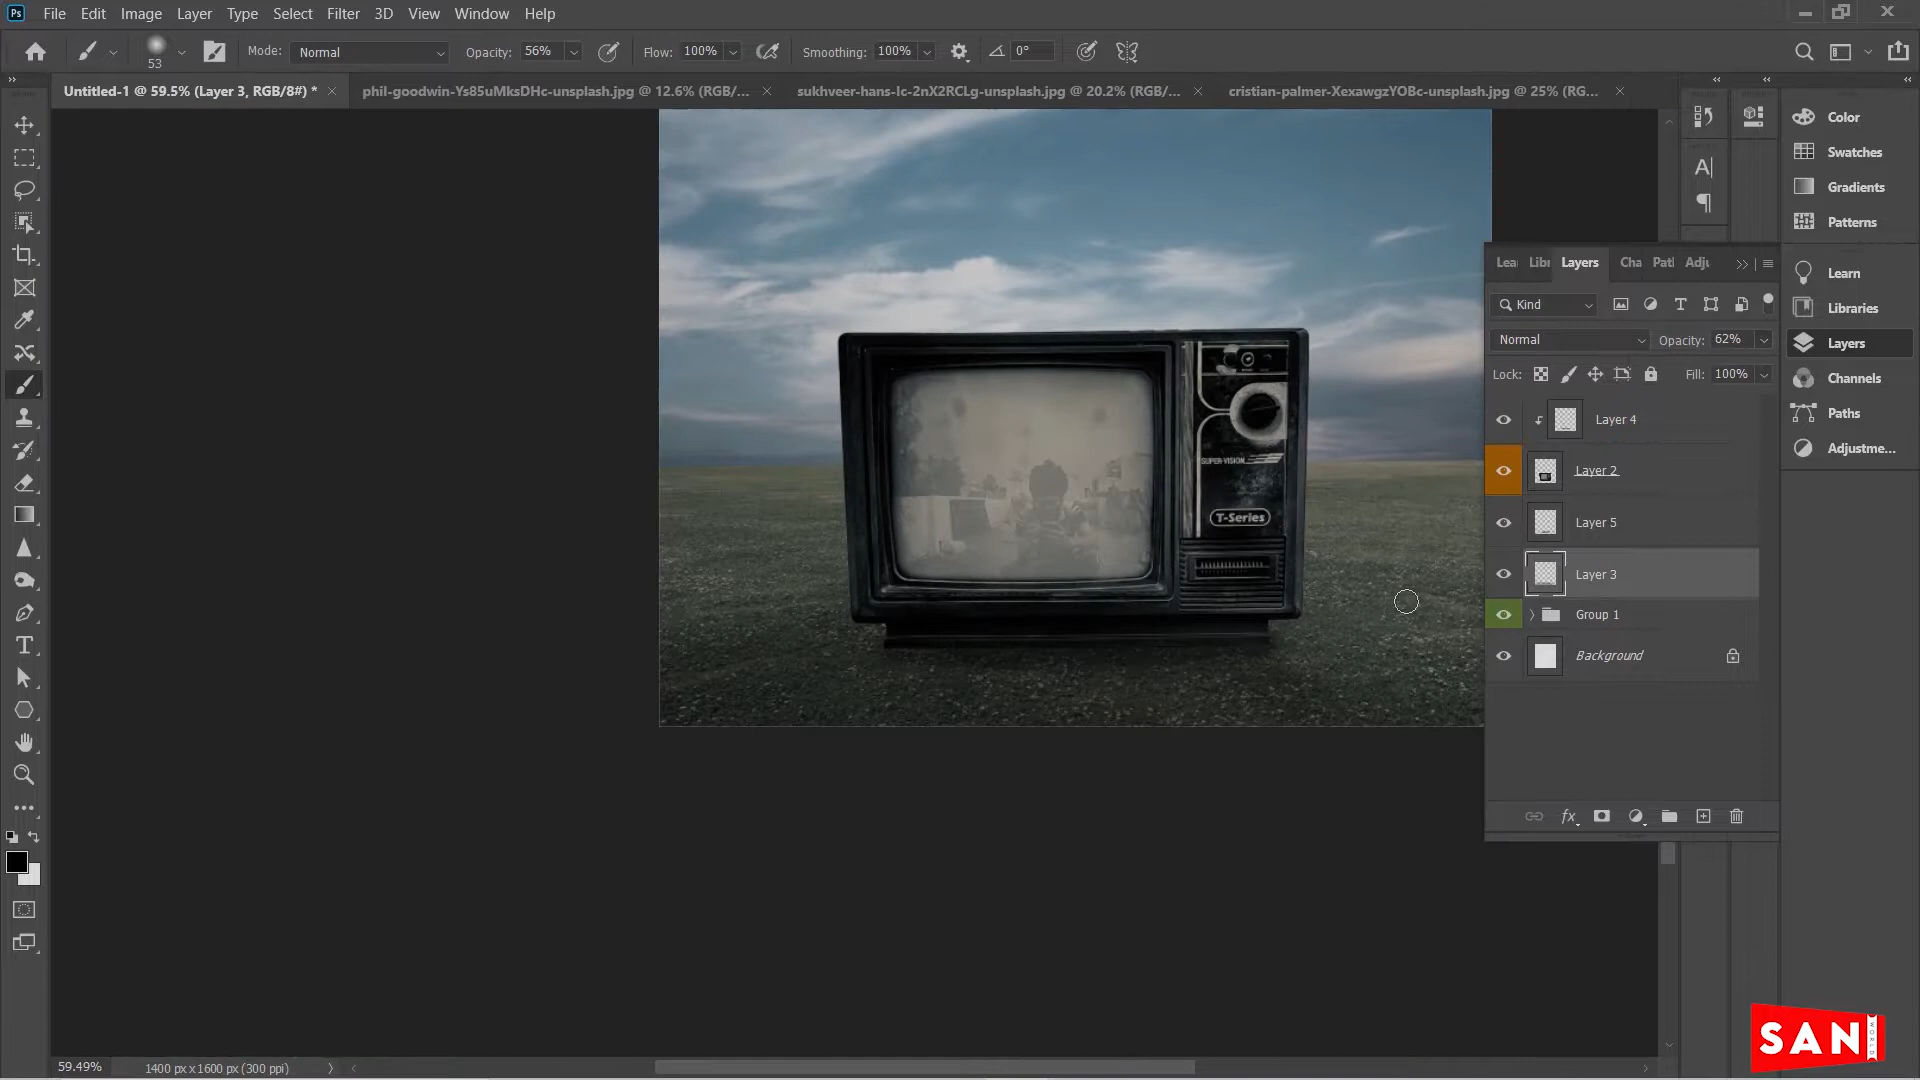 Ps File Edit Image Layer Type Select Filter 3D View Window Help
53 Mode: Normal Opacity: 56% Flow: 100% Smoothing: 100% 0°
Untitled-1 @ 59.5% (Layer 3, RGB/8#) * phil-goodwin-Ys85uMksDHc-unsplash.jpg @ 12.6% (RGB/... sukhveer-hans-lc-2nX2RCLg-unsplash.jpg @ 20.2% (RGB/... cristian-palmer-XexawgzYOBc-unsplash.jpg @ 25% (RG...
Color
Swatches
Gradients
Patterns
Learn
Libraries
Layers
Channels
Paths
Adjustme...
Lea Libr Layers Cha Patl Adju
Kind
Normal Opacity: 62%
Lock: Fill: 100%
Layer 4
Layer 2
Layer 5
Layer 3
Group 1
Background
fx
SUPER-VISION
T-Series
59.49% 1400 px x 1600 px (300 ppi)
SANI
WORLD